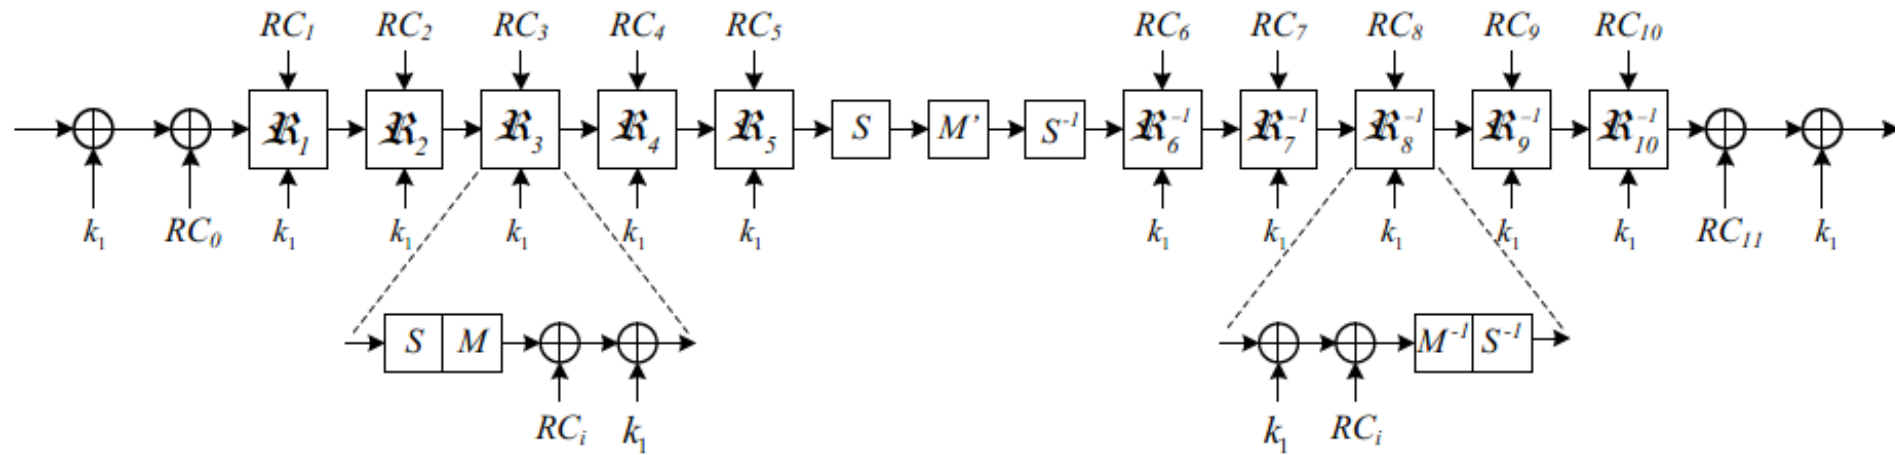 RC₁ RC₂ RC₃ RC₄ RC₅ RC₆ RC₇ RC₈ RC₉ RC₁₀
ℜ₁ ℜ₂ ℜ₃ ℜ₄ ℜ₅ S M’ S⁻¹ ℜ₆⁻¹ ℜ₇⁻¹ ℜ₈⁻¹ ℜ₉⁻¹ ℜ₁₀⁻¹
k₁ RC₀ k₁ k₁ k₁ k₁ k₁ k₁ k₁ k₁ k₁ k₁ RC₁₁ k₁
S M M⁻¹ S⁻¹
RCᵢ k₁ k₁ RCᵢ